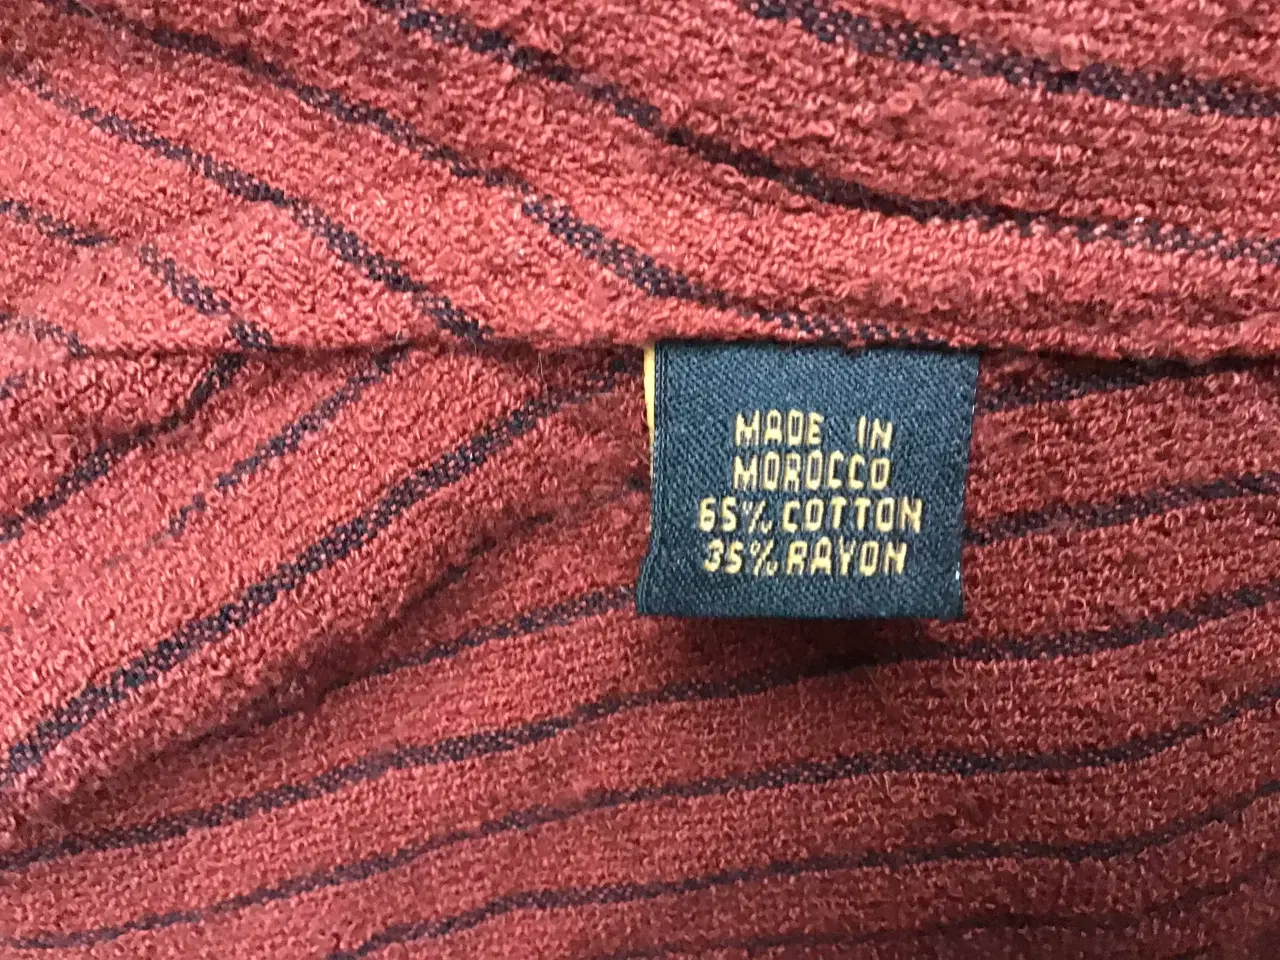 MADE IN
MOROCCO
65% COTTON
35% RAYON